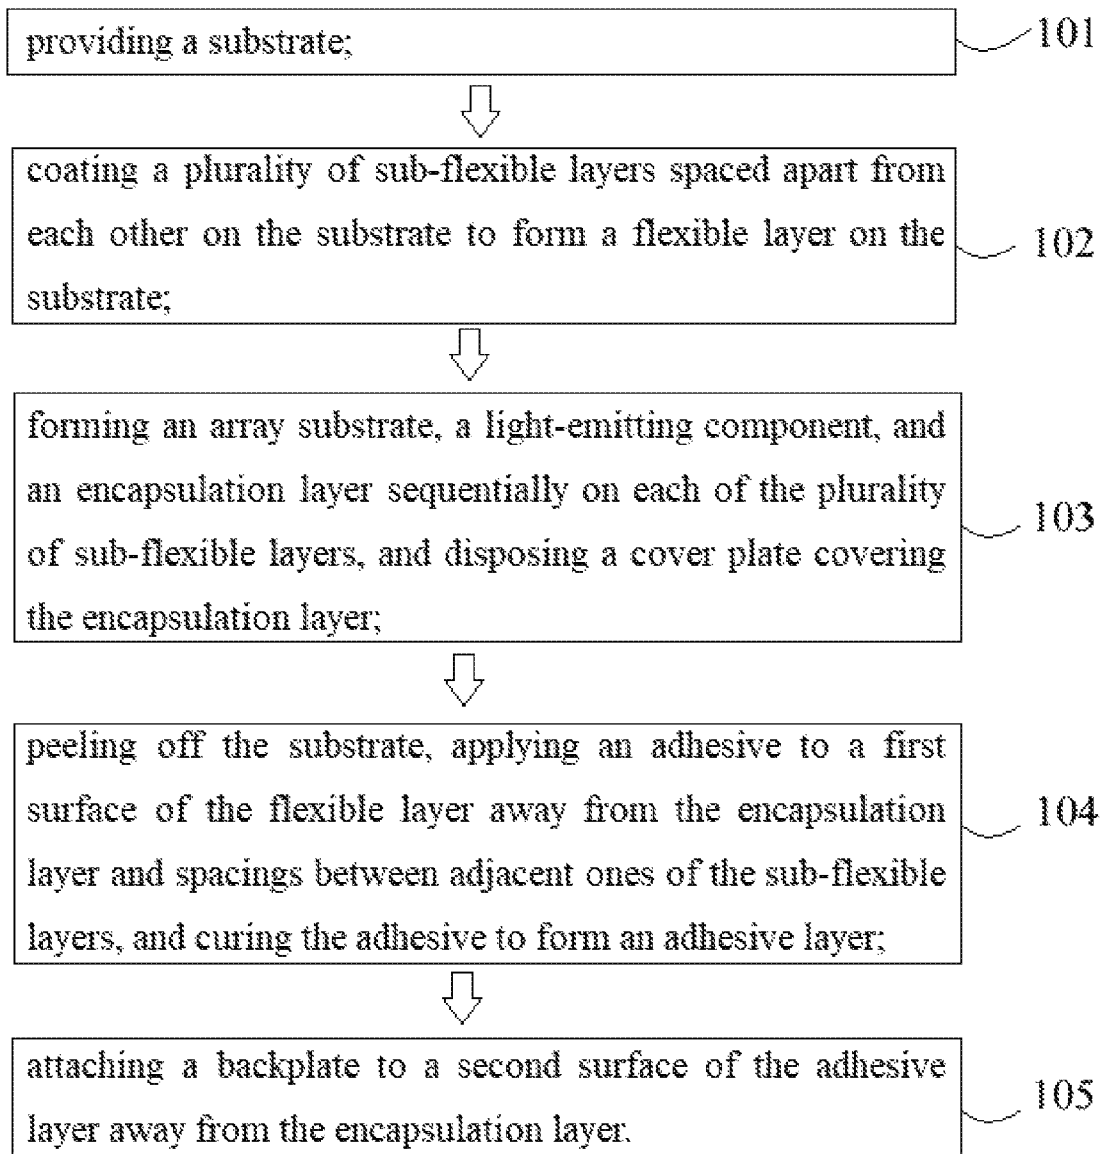 providing a substrate;
101
coating a plurality of sub-flexible layers spaced apart from
each other on the substrate to form a flexible layer on the
substrate;
102
forming an array substrate, a light-emitting component, and
an encapsulation layer sequentially on each of the plurality
of sub-flexible layers, and disposing a cover plate covering
the encapsulation layer;
103
peeling off the substrate, applying an adhesive to a first
surface of the flexible layer away from the encapsulation
layer and spacings between adjacent ones of the sub-flexible
layers, and curing the adhesive to form an adhesive layer;
104
attaching a backplate to a second surface of the adhesive
layer away from the encapsulation layer.
105